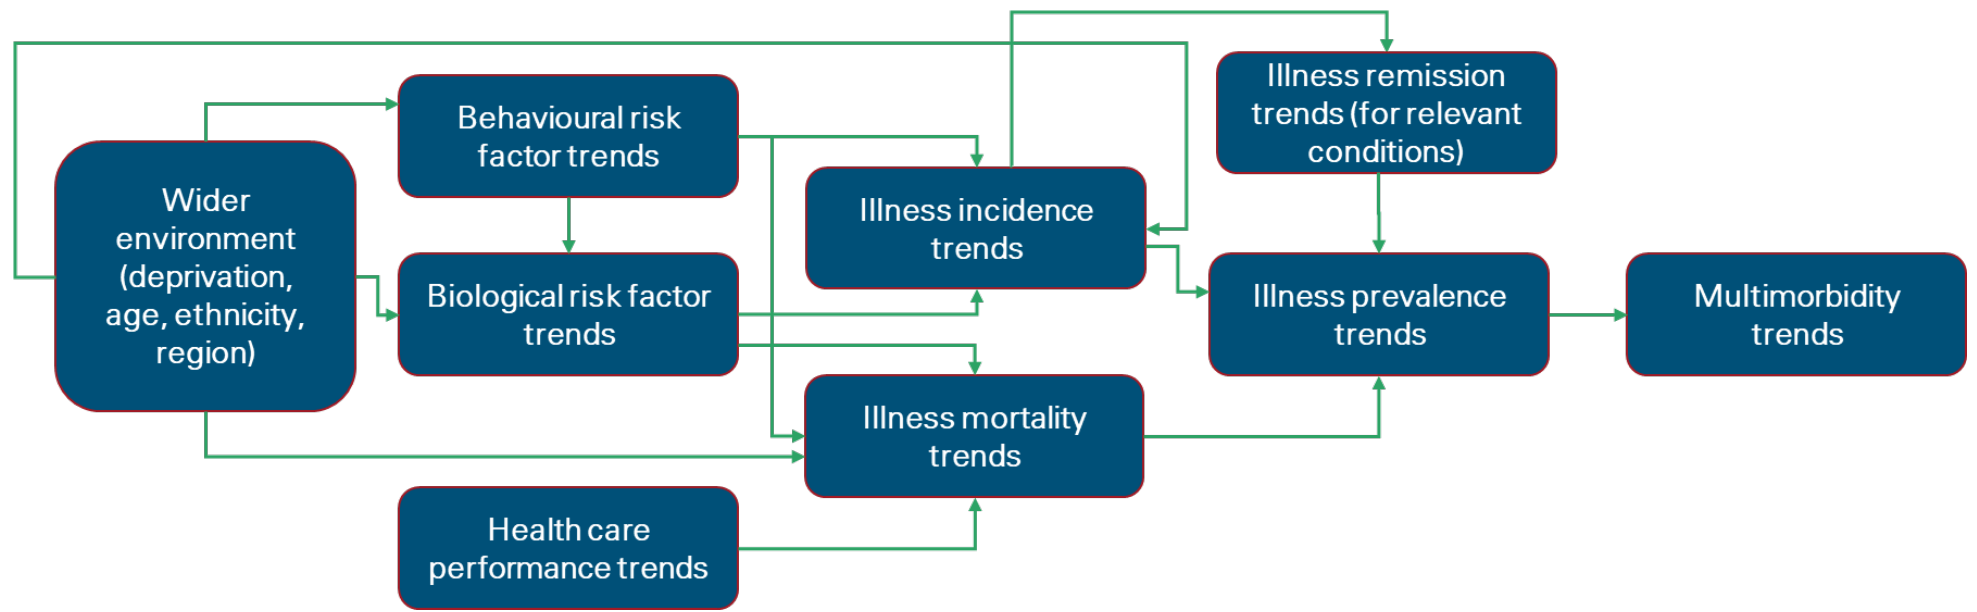 Wider
environment
(deprivation,
age, ethnicity,
region)
Behavioural risk
factor trends
Biological risk factor
trends
Health care
performance trends
Illness incidence
trends
Illness mortality
trends
Illness remission
trends (for relevant
conditions)
Illness prevalence
trends
Multimorbidity
trends